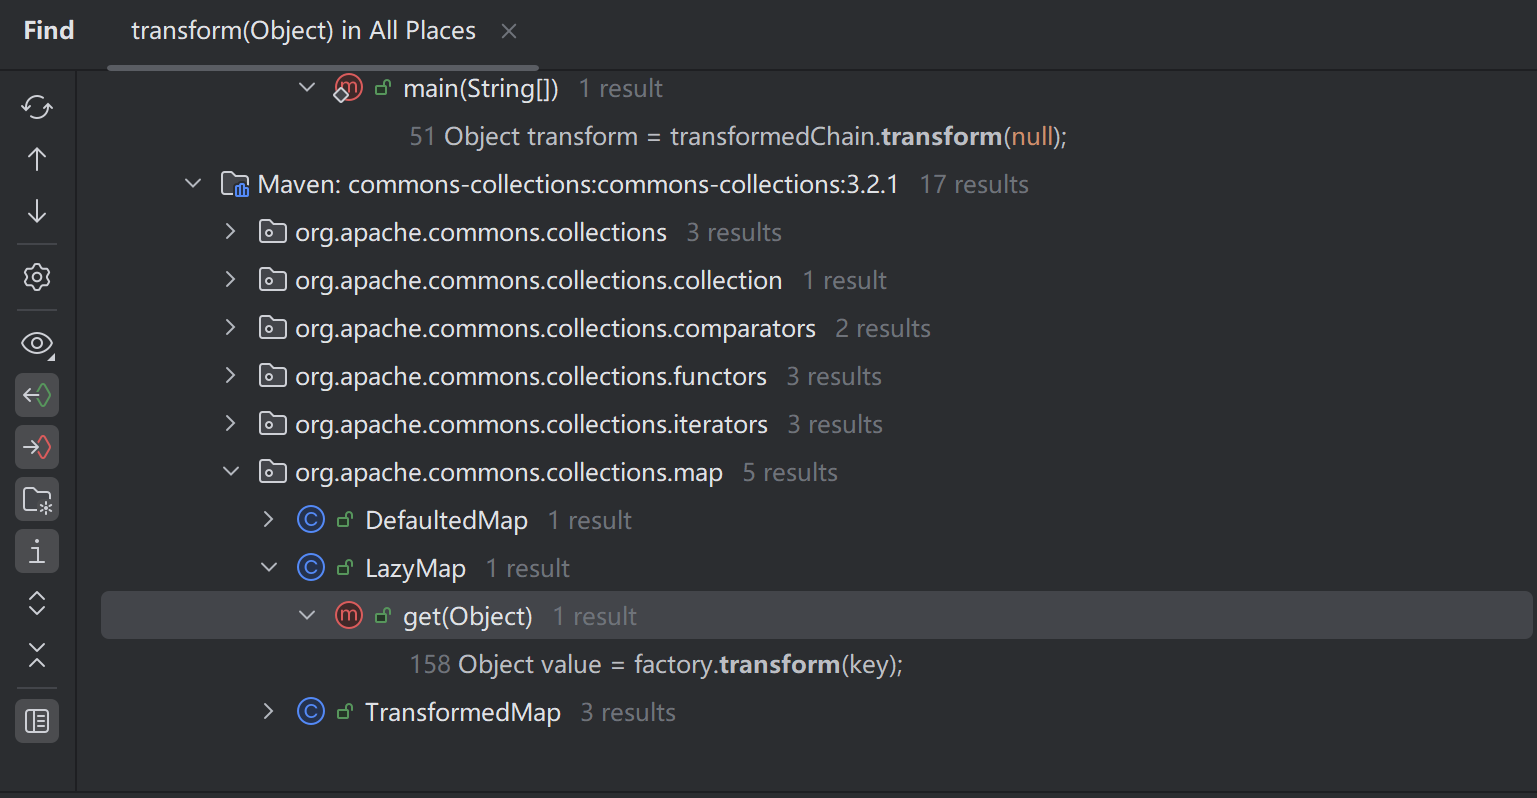 Find transform(Object) in All Places
main(String[]) 1 result
51 Object transform = transformedChain.transform(null);
Maven: commons-collections:commons-collections:3.2.1 17 results
org.apache.commons.collections 3 results
org.apache.commons.collections.collection 1 result
org.apache.commons.collections.comparators 2 results
org.apache.commons.collections.functors 3 results
org.apache.commons.collections.iterators 3 results
org.apache.commons.collections.map 5 results
DefaultedMap 1 result
LazyMap 1 result
get(Object) 1 result
158 Object value = factory.transform(key);
TransformedMap 3 results